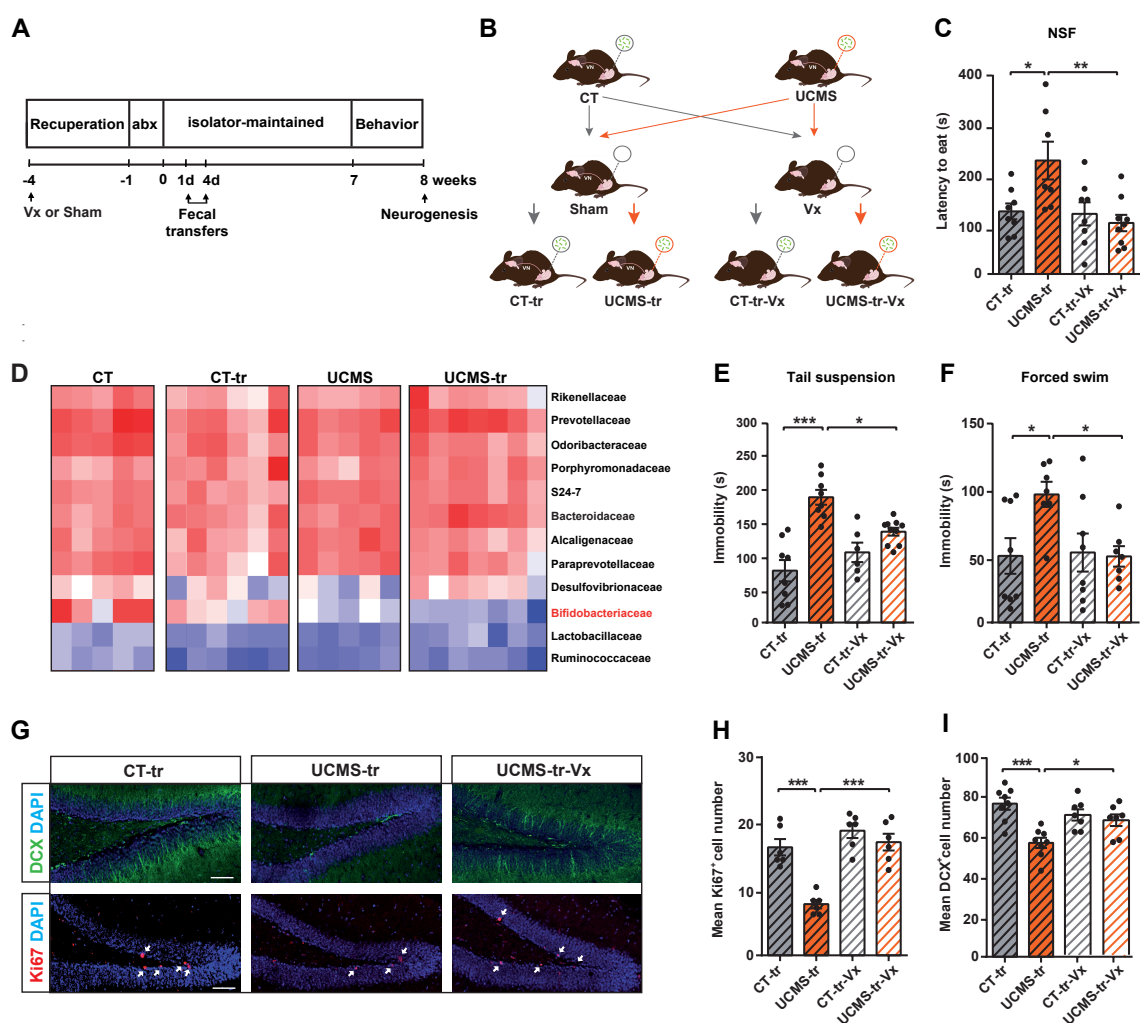 A
Recuperation abx isolator-maintained Behavior
-4 -1 0 1d 4d 7 8 weeks
Vx or Sham Fecal transfers Neurogenesis
B
VN VN
CT UCMS
Sham Vx
VN VN
CT-tr UCMS-tr CT-tr-Vx UCMS-tr-Vx
C
NSF
* **
Latency to eat (s)
400
300
200
100
0
CT-tr UCMS-tr CT-tr-Vx UCMS-tr-Vx
D
CT CT-tr UCMS UCMS-tr
Rikenellaceae
Prevotellaceae
Odoribacteraceae
Porphyromonadaceae
S24-7
Bacteroidaceae
Alcaligenaceae
Paraprevotellaceae
Desulfovibrionaceae
Bifidobacteriaceae
Lactobacillaceae
Ruminococcaceae
E
Tail suspension
*** *
Immobility (s)
300
200
150
100
50
0
CT-tr UCMS-tr CT-tr-Vx UCMS-tr-Vx
F
Forced swim
* *
Immobility (s)
150
100
50
0
CT-tr UCMS-tr CT-tr-Vx UCMS-tr-Vx
G
CT-tr UCMS-tr UCMS-tr-Vx
DCX DAPI
Ki67 DAPI
H
*** ***
Mean Ki67+ cell number
30
20
10
0
CT-tr UCMS-tr CT-tr-Vx UCMS-tr-Vx
I
*** *
Mean DCX+cell number
100
80
60
40
20
0
CT-tr UCMS-tr CT-tr-Vx UCMS-tr-Vx